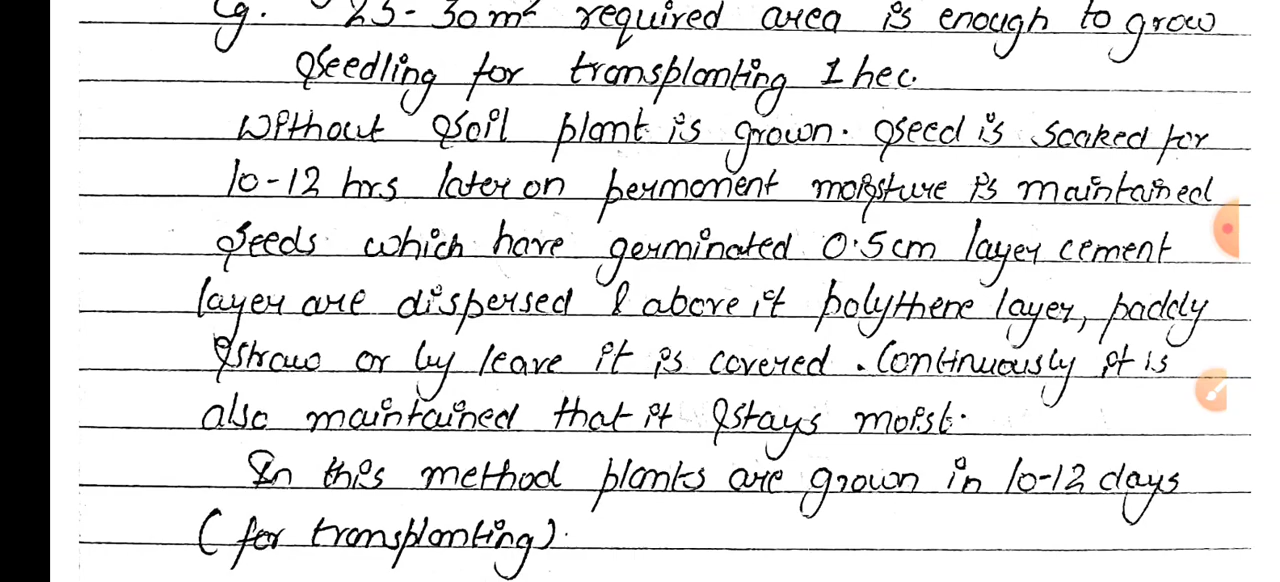 25-30m² required area is enough to grow
seedling for transplanting 1 hec.
Without soil plant is grown. seed is soaked for
10-12 hrs later on permanent moisture is maintained
seeds which have germinated 0.5cm layer cement
layer are dispersed & above it polythene layer, paddy
straw or by leave it is covered. Continuously it is
also maintained that it stays moist.
In this method plants are grown in 10-12 days
(for transplanting).